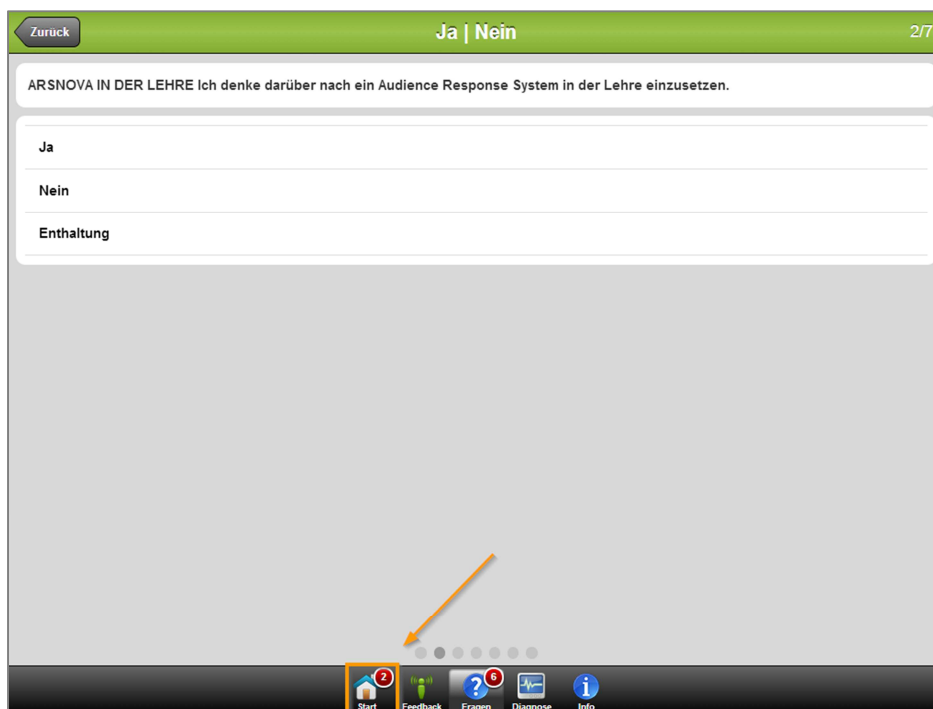 Zurück
Ja | Nein
2/7
ARSNOVA IN DER LEHRE Ich denke darüber nach ein Audience Response System in der Lehre einzusetzen.
Ja
Nein
Enthaltung
2
6
Start Feedback Fragen Diagnose Info